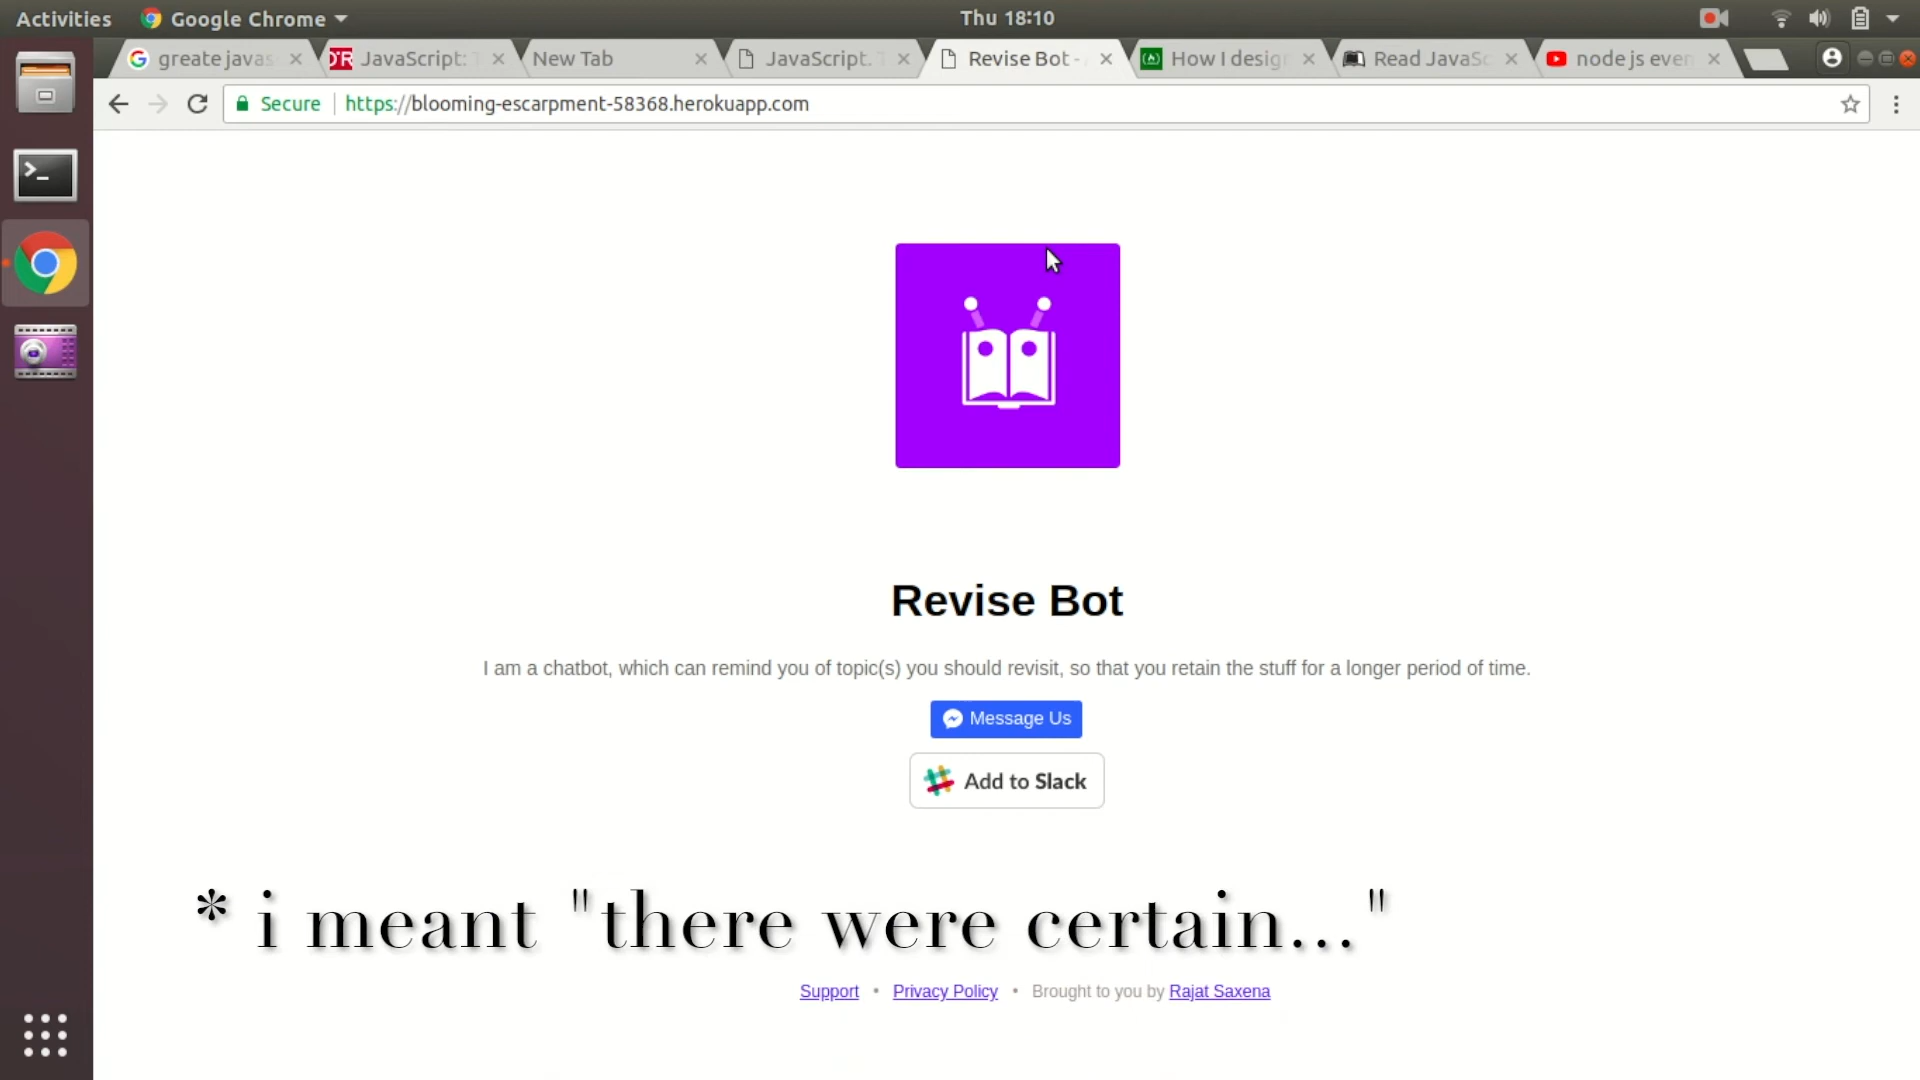 Activities
Google Chrome
Thu 18:10
greate javas
JavaScript: T
New Tab
JavaScript. T
Revise Bot - A
How I desig
Read JavaSc
node js even
Secure
https://blooming-escarpment-58368.herokuapp.com
Revise Bot
I am a chatbot, which can remind you of topic(s) you should revisit, so that you retain the stuff for a longer period of time.
Message Us
Add to Slack
* i meant "there were certain..."
Support • Privacy Policy • Brought to you by Rajat Saxena